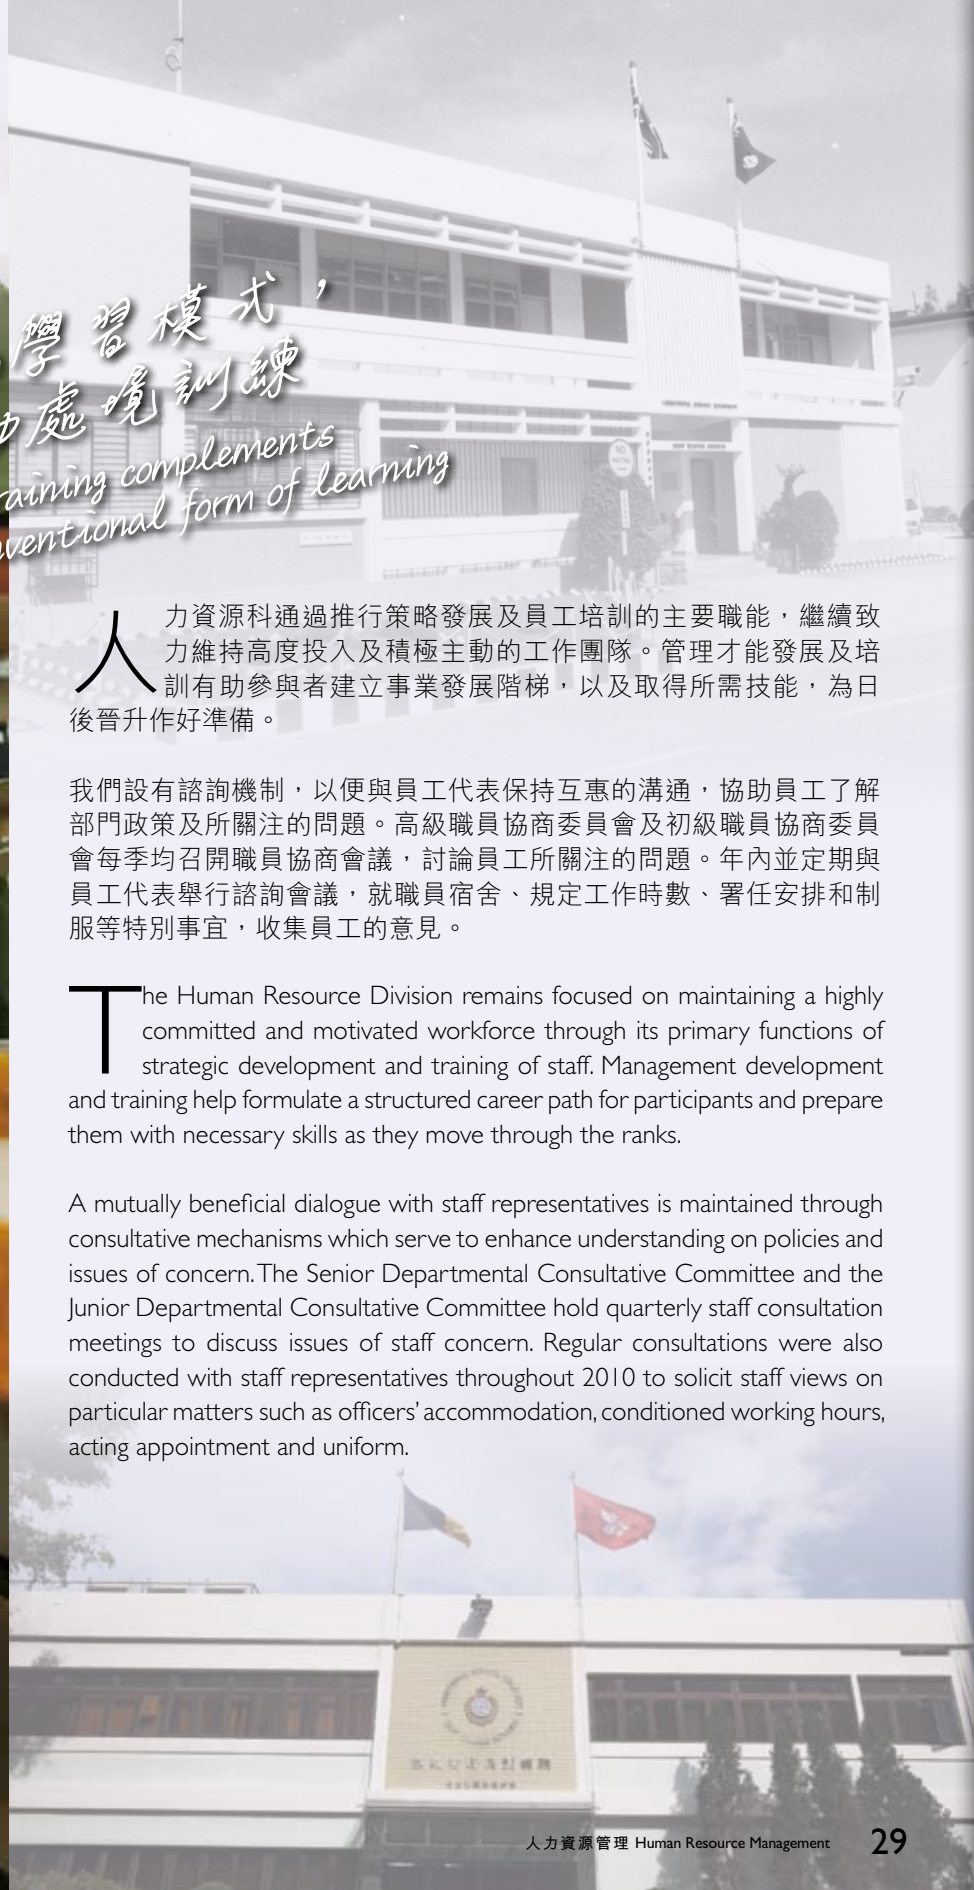 學習模式，
處境訓練
complements
form of learning
人力資源科通過推行策略發展及員工培訓的主要職能，繼續致
力維持高度投入及積極主動的工作團隊。管理才能發展及培
訓有助參與者建立事業發展階梯，以及取得所需技能，為日
後晉升作好準備。
我們設有諮詢機制，以便與員工代表保持互惠的溝通，協助員工了解
部門政策及所關注的問題。高級職員協商委員會及初級職員協商委員
會每季均召開職員協商會議，討論員工所關注的問題。年內並定期與
員工代表舉行諮詢會議，就職員宿舍、規定工作時數、署任安排和制
服等特別事宜，收集員工的意見。
The Human Resource Division remains focused on maintaining a highly
committed and motivated workforce through its primary functions of
strategic development and training of staff. Management development
and training help formulate a structured career path for participants and prepare
them with necessary skills as they move through the ranks.
A mutually beneficial dialogue with staff representatives is maintained through
consultative mechanisms which serve to enhance understanding on policies and
issues of concern. The Senior Departmental Consultative Committee and the
Junior Departmental Consultative Committee hold quarterly staff consultation
meetings to discuss issues of staff concern. Regular consultations were also
conducted with staff representatives throughout 2010 to solicit staff views on
particular matters such as officers' accommodation, conditioned working hours,
acting appointment and uniform.
人力資源管理 Human Resource Management 29